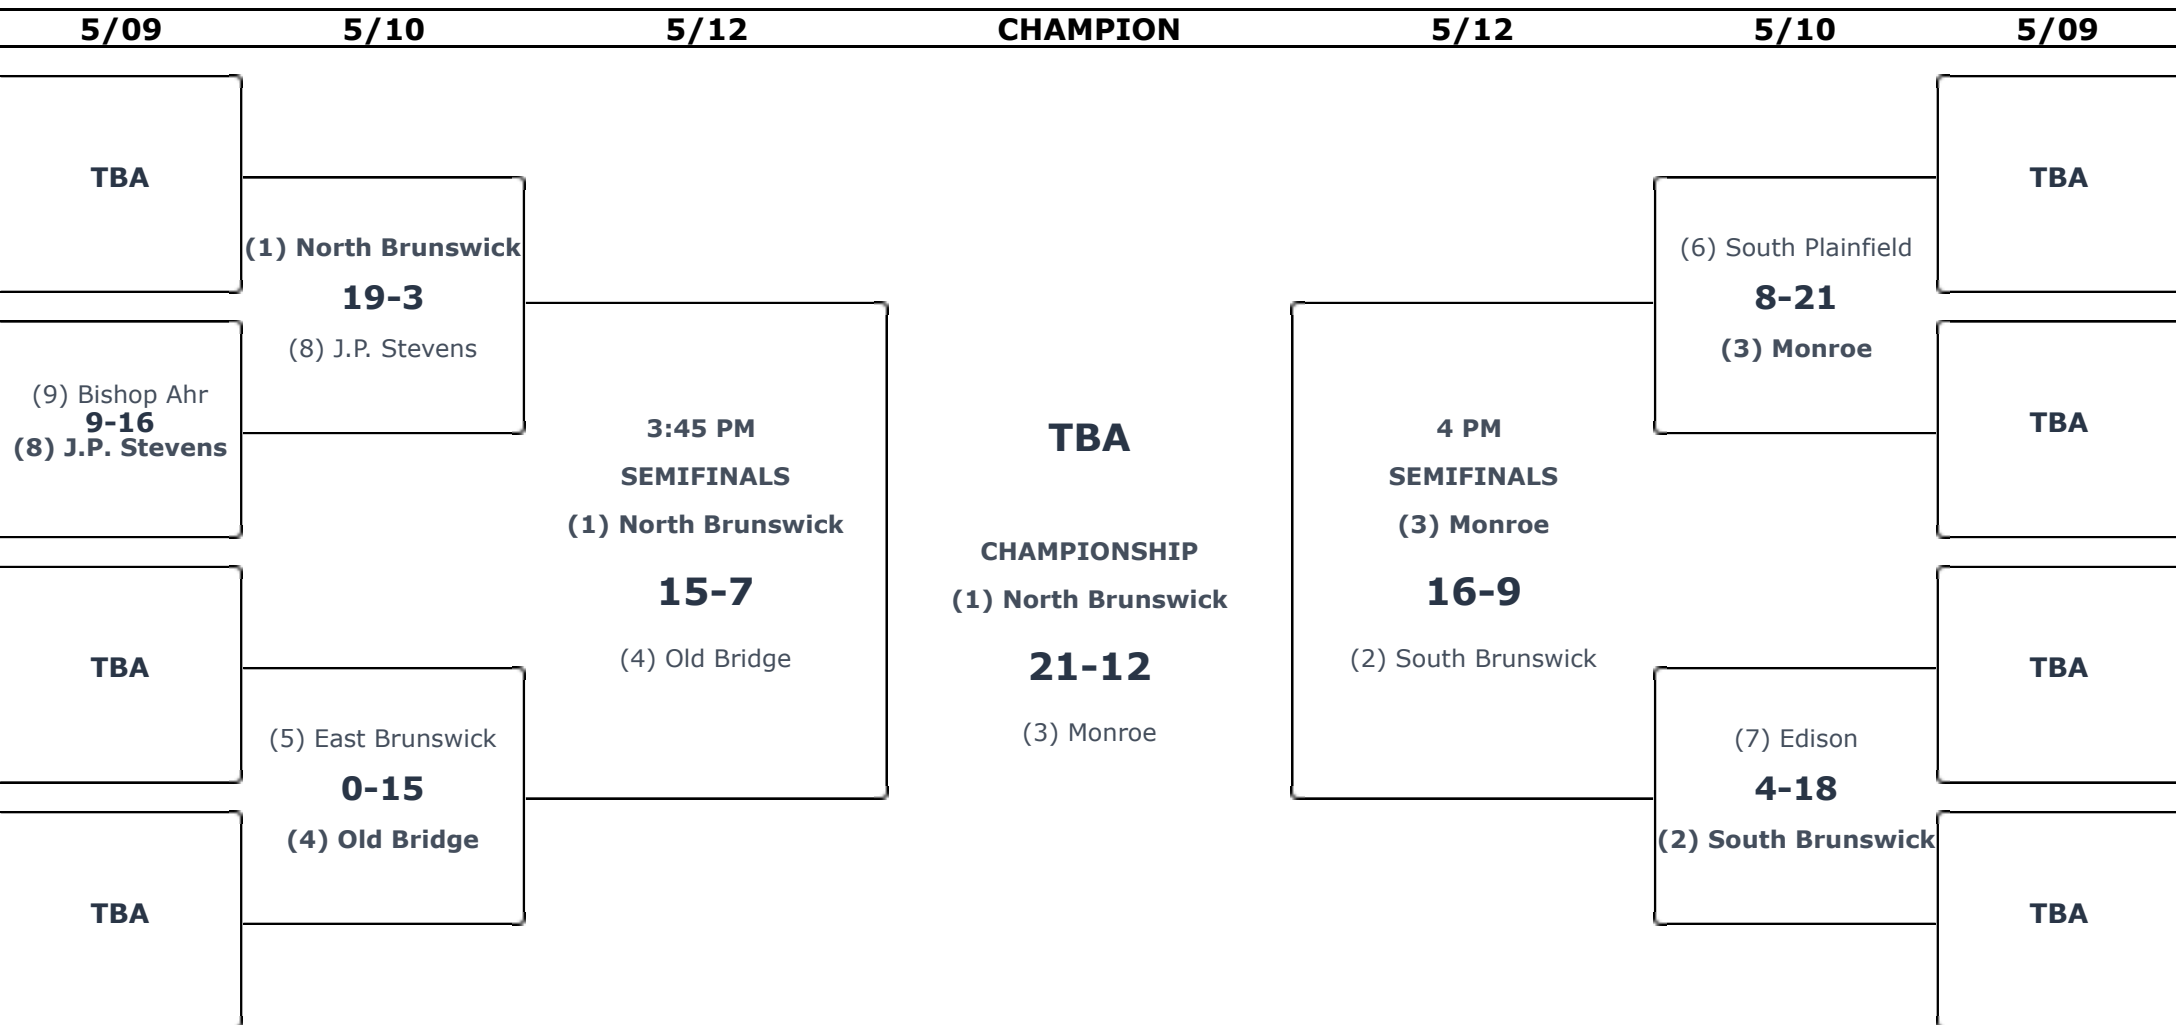 5/09 5/10 5/12 CHAMPION 5/12 5/10 5/09
TBA
(9) Bishop Ahr
9-16
(8) J.P. Stevens
TBA
TBA
(1) North Brunswick
19-3
(8) J.P. Stevens
(5) East Brunswick
0-15
(4) Old Bridge
3:45 PM
SEMIFINALS
(1) North Brunswick
15-7
(4) Old Bridge
TBA
CHAMPIONSHIP
(1) North Brunswick
21-12
(3) Monroe
4 PM
SEMIFINALS
(3) Monroe
16-9
(2) South Brunswick
(6) South Plainfield
8-21
(3) Monroe
(7) Edison
4-18
(2) South Brunswick
TBA
TBA
TBA
TBA